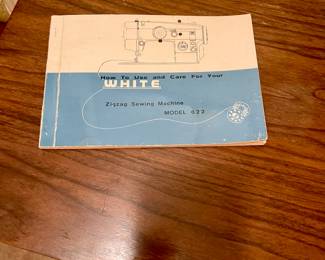 How To Use and Care For Your
WHITE
Zigzag Sewing Machine
MODEL 622